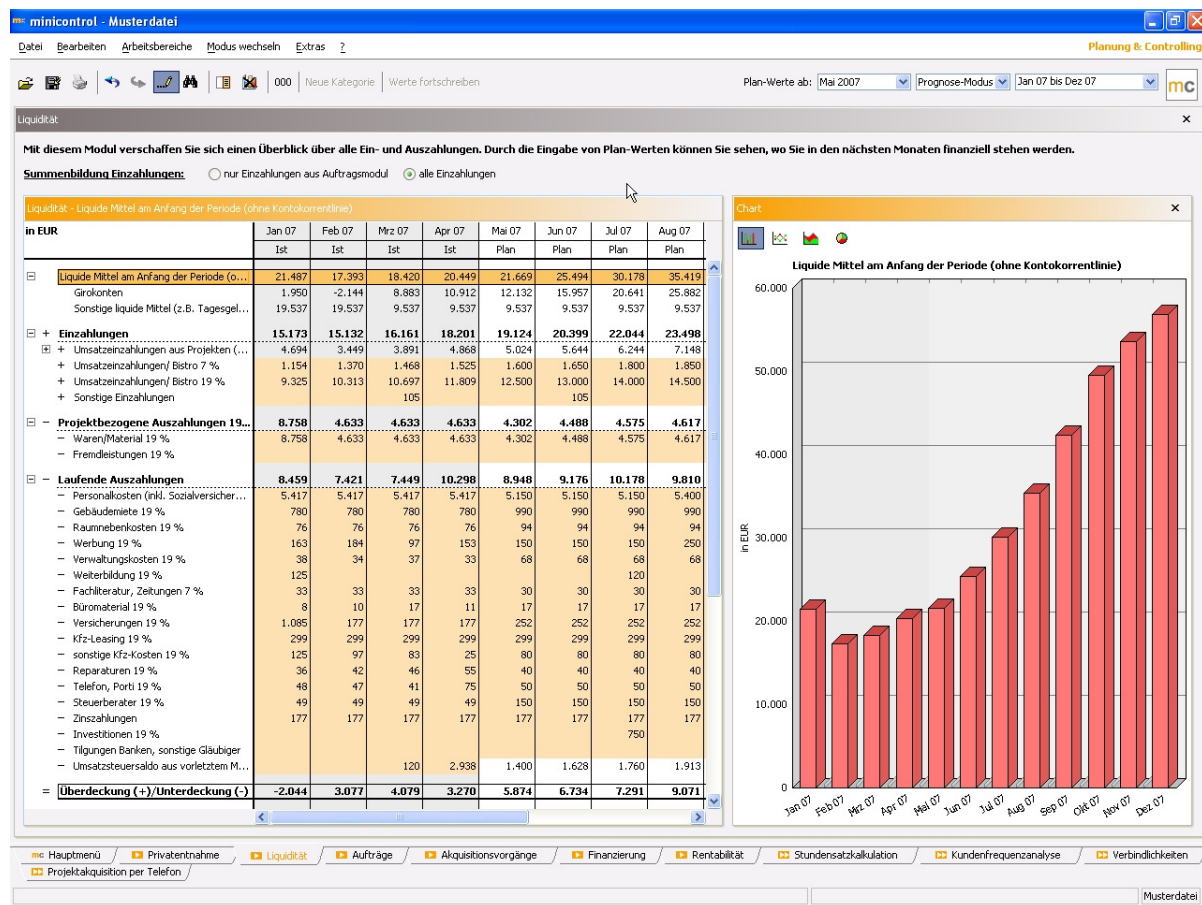 mc minicontrol - Musterdatei
Datei Bearbeiten Arbeitsbereiche Modus wechseln Extras ? Planung & Controlling
000 Neue Kategorie Werte fortschreiben Plan-Werte ab: Mai 2007 Prognose-Modus Jan 07 bis Dez 07 mc
Liquidität
Mit diesem Modul verschaffen Sie sich einen Überblick über alle Ein- und Auszahlungen. Durch die Eingabe von Plan-Werten können Sie sehen, wo Sie in den nächsten Monaten finanziell stehen werden.
Summenbildung Einzahlungen: nur Einzahlungen aus Auftragsmodul alle Einzahlungen
Liquidität - Liquide Mittel am Anfang der Periode (ohne Kontokorrentlinie)
in EUR Jan 07 Feb 07 Mrz 07 Apr 07 Mai 07 Jun 07 Jul 07 Aug 07
Ist Ist Ist Ist Plan Plan Plan Plan
Liquide Mittel am Anfang der Periode (o... 21.487 17.393 18.420 20.449 21.669 25.494 30.178 35.419
Girokonten 1.950 -2.144 8.883 10.912 12.132 15.957 20.641 25.882
Sonstige liquide Mittel (z.B. Tagesgel... 19.537 19.537 9.537 9.537 9.537 9.537 9.537 9.537
+ Einzahlungen 15.173 15.132 16.161 18.201 19.124 20.399 22.044 23.498
+ Umsatzeinzahlungen aus Projekten (... 4.694 3.449 3.891 4.868 5.024 5.644 6.244 7.148
+ Umsatzeinzahlungen/ Bistro 7 % 1.154 1.370 1.468 1.525 1.600 1.650 1.800 1.850
+ Umsatzeinzahlungen/ Bistro 19 % 9.325 10.313 10.697 11.809 12.500 13.000 14.000 14.500
+ Sonstige Einzahlungen 105 105
− Projektbezogene Auszahlungen 19... 8.758 4.633 4.633 4.633 4.302 4.488 4.575 4.617
− Waren/Material 19 % 8.758 4.633 4.633 4.633 4.302 4.488 4.575 4.617
− Fremdleistungen 19 %
− Laufende Auszahlungen 8.459 7.421 7.449 10.298 8.948 9.176 10.178 9.810
− Personalkosten (inkl. Sozialversicher... 5.417 5.417 5.417 5.417 5.150 5.150 5.150 5.400
− Gebäudemiete 19 % 780 780 780 780 990 990 990 990
− Raumnebenkosten 19 % 76 76 76 76 94 94 94 94
− Werbung 19 % 163 184 97 153 150 150 150 250
− Verwaltungskosten 19 % 38 34 37 33 68 68 68 68
− Weiterbildung 19 % 125 120
− Fachliteratur, Zeitungen 7 % 33 33 33 33 30 30 30 30
− Büromaterial 19 % 8 10 17 11 17 17 17 17
− Versicherungen 19 % 1.085 177 177 177 252 252 252 252
− Kfz-Leasing 19 % 299 299 299 299 299 299 299 299
− sonstige Kfz-Kosten 19 % 125 97 83 25 80 80 80 80
− Reparaturen 19 % 36 42 46 55 40 40 40 40
− Telefon, Porti 19 % 48 47 41 75 50 50 50 50
− Steuerberater 19 % 49 49 49 49 150 150 150 150
− Zinszahlungen 177 177 177 177 177 177 177 177
− Investitionen 19 % 750
− Tilgungen Banken, sonstige Gläubiger
− Umsatzsteuersaldo aus vorletztem M... 120 2.938 1.400 1.628 1.760 1.913
= Überdeckung (+)/Unterdeckung (-) -2.044 3.077 4.079 3.270 5.874 6.734 7.291 9.071
Chart
Liquide Mittel am Anfang der Periode (ohne Kontokorrentlinie)
60.000
50.000
40.000
in EUR
30.000
20.000
10.000
0
Jan 07 Feb 07 Mrz 07 Apr 07 Mai 07 Jun 07 Jul 07 Aug 07 Sep 07 Okt 07 Nov 07 Dez 07
mc Hauptmenü Privatentnahme Liquidität Aufträge Akquisitionsvorgänge Finanzierung Rentabilität Stundensatzkalkulation Kundenfrequenzanalyse Verbindlichkeiten
Projektakquisition per Telefon
Musterdatei